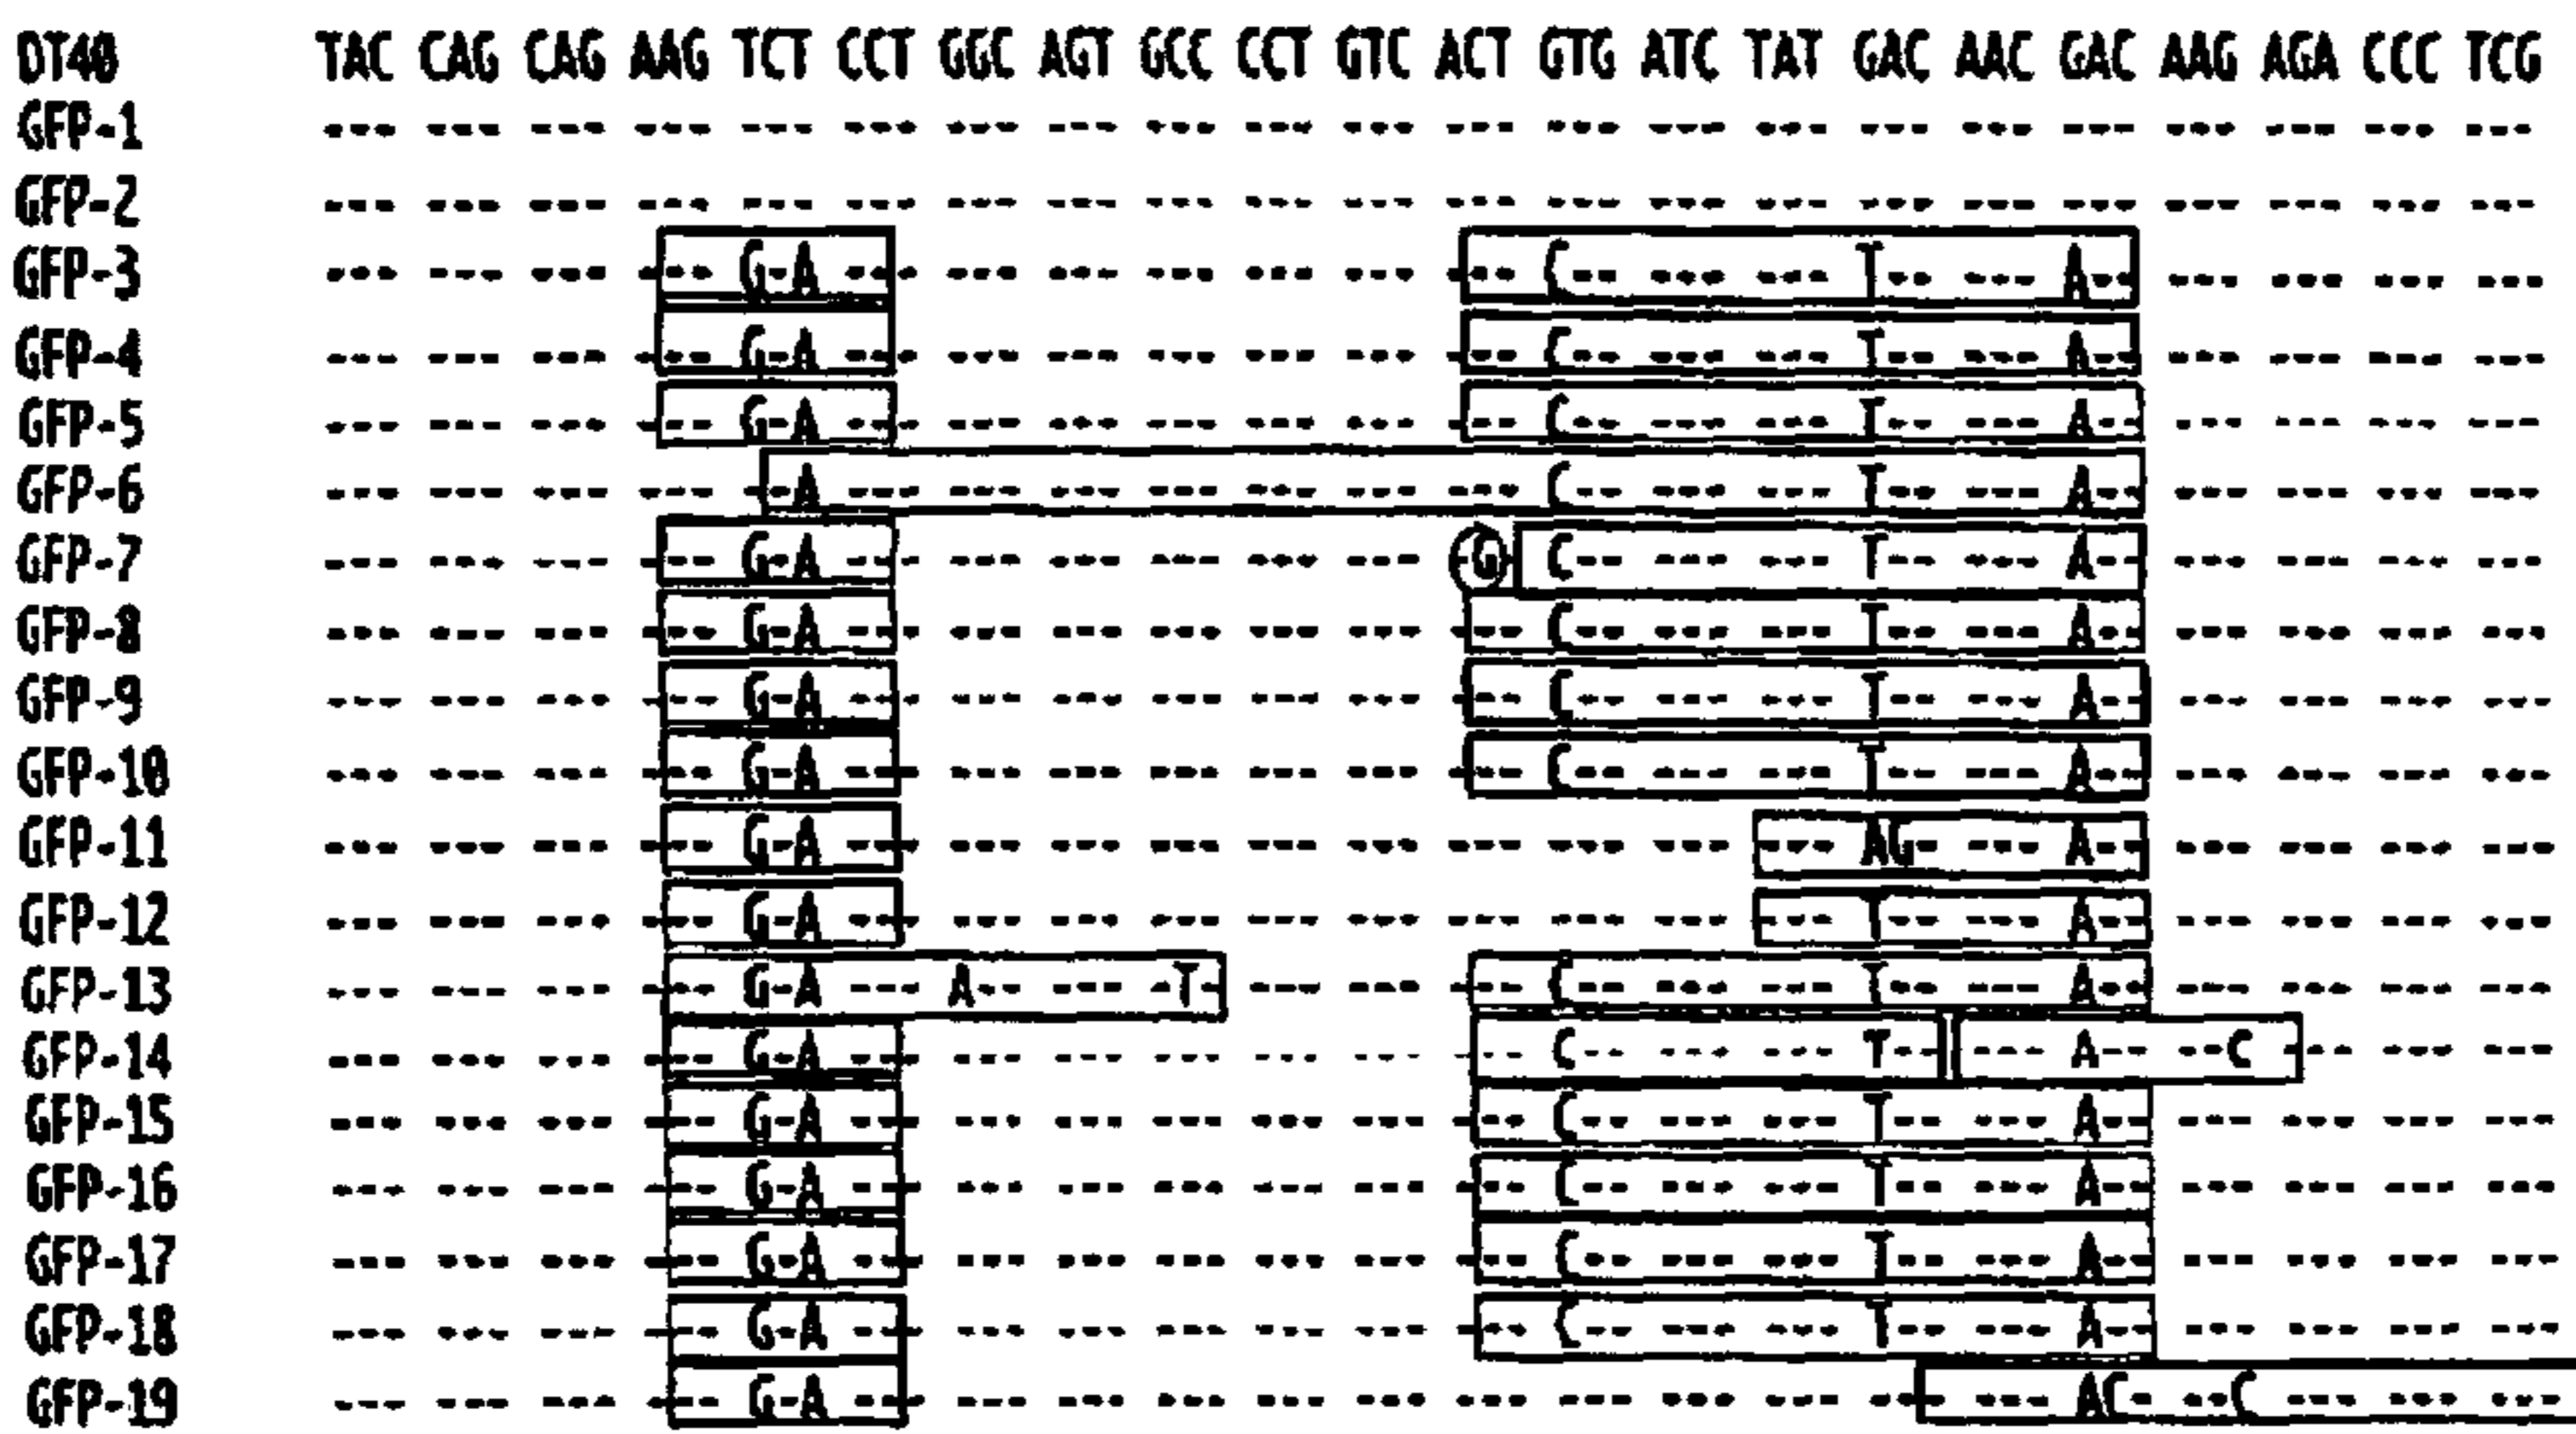 DT40 TAC CAG CAG AAG TCT CCT GGC AGT GCC CCT GTC ACT GTG ATC TAT GAC AAC GAC AAG AGA CCC TCG
GFP-1 --- --- --- --- --- --- --- --- --- --- --- --- --- --- --- --- --- --- --- --- --- ---
GFP-2 --- --- --- --- --- --- --- --- --- --- --- --- --- --- --- --- --- --- --- --- --- ---
GFP-3 --- --- --- --- G-A --- --- --- --- --- --- --- C-- --- --- T-- --- A-- --- --- --- ---
GFP-4 --- --- --- --- G-A --- --- --- --- --- --- --- C-- --- --- T-- --- A-- --- --- --- ---
GFP-5 --- --- --- --- G-A --- --- --- --- --- --- --- C-- --- --- T-- --- A-- --- --- --- ---
GFP-6 --- --- --- --- --A --- --- --- --- --- --- --- C-- --- --- T-- --- A-- --- --- --- ---
GFP-7 --- --- --- --- G-A --- --- --- --- --- --- -G- C-- --- --- T-- --- A-- --- --- --- ---
GFP-8 --- --- --- --- G-A --- --- --- --- --- --- --- C-- --- --- T-- --- A-- --- --- --- ---
GFP-9 --- --- --- --- G-A --- --- --- --- --- --- --- C-- --- --- T-- --- A-- --- --- --- ---
GFP-10 --- --- --- --- G-A --- --- --- --- --- --- --- C-- --- --- T-- --- A-- --- --- --- ---
GFP-11 --- --- --- --- G-A --- --- --- --- --- --- --- --- --- --- AG- --- A-- --- --- --- ---
GFP-12 --- --- --- --- G-A --- --- --- --- --- --- --- --- --- --- T-- --- A-- --- --- --- ---
GFP-13 --- --- --- --- G-A --- A-- --- -T- --- --- --- C-- --- --- T-- --- A-- --- --- --- ---
GFP-14 --- --- --- --- G-A --- --- --- --- --- --- --- C-- --- --- T-- --- A-- --C --- --- ---
GFP-15 --- --- --- --- G-A --- --- --- --- --- --- --- C-- --- --- T-- --- A-- --- --- --- ---
GFP-16 --- --- --- --- G-A --- --- --- --- --- --- --- C-- --- --- T-- --- A-- --- --- --- ---
GFP-17 --- --- --- --- G-A --- --- --- --- --- --- --- C-- --- --- T-- --- A-- --- --- --- ---
GFP-18 --- --- --- --- G-A --- --- --- --- --- --- --- C-- --- --- T-- --- A-- --- --- --- ---
GFP-19 --- --- --- --- G-A --- --- --- --- --- --- --- --- --- --- --- --- AC- --C --- --- ---